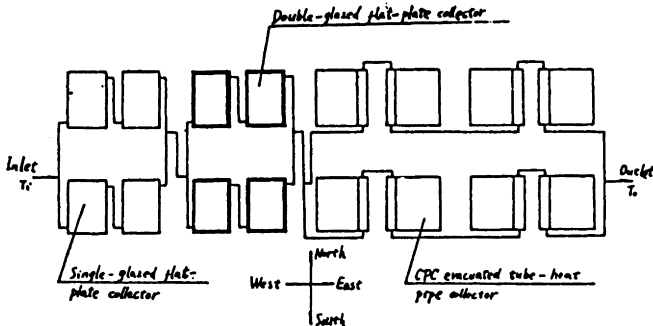 Double-glazed flat-plate collector
Inlet
Ti
Outlet
To
Single-glazed flat-
plate collector
North
West
East
South
CPC evacuated tube-heat
pipe collector